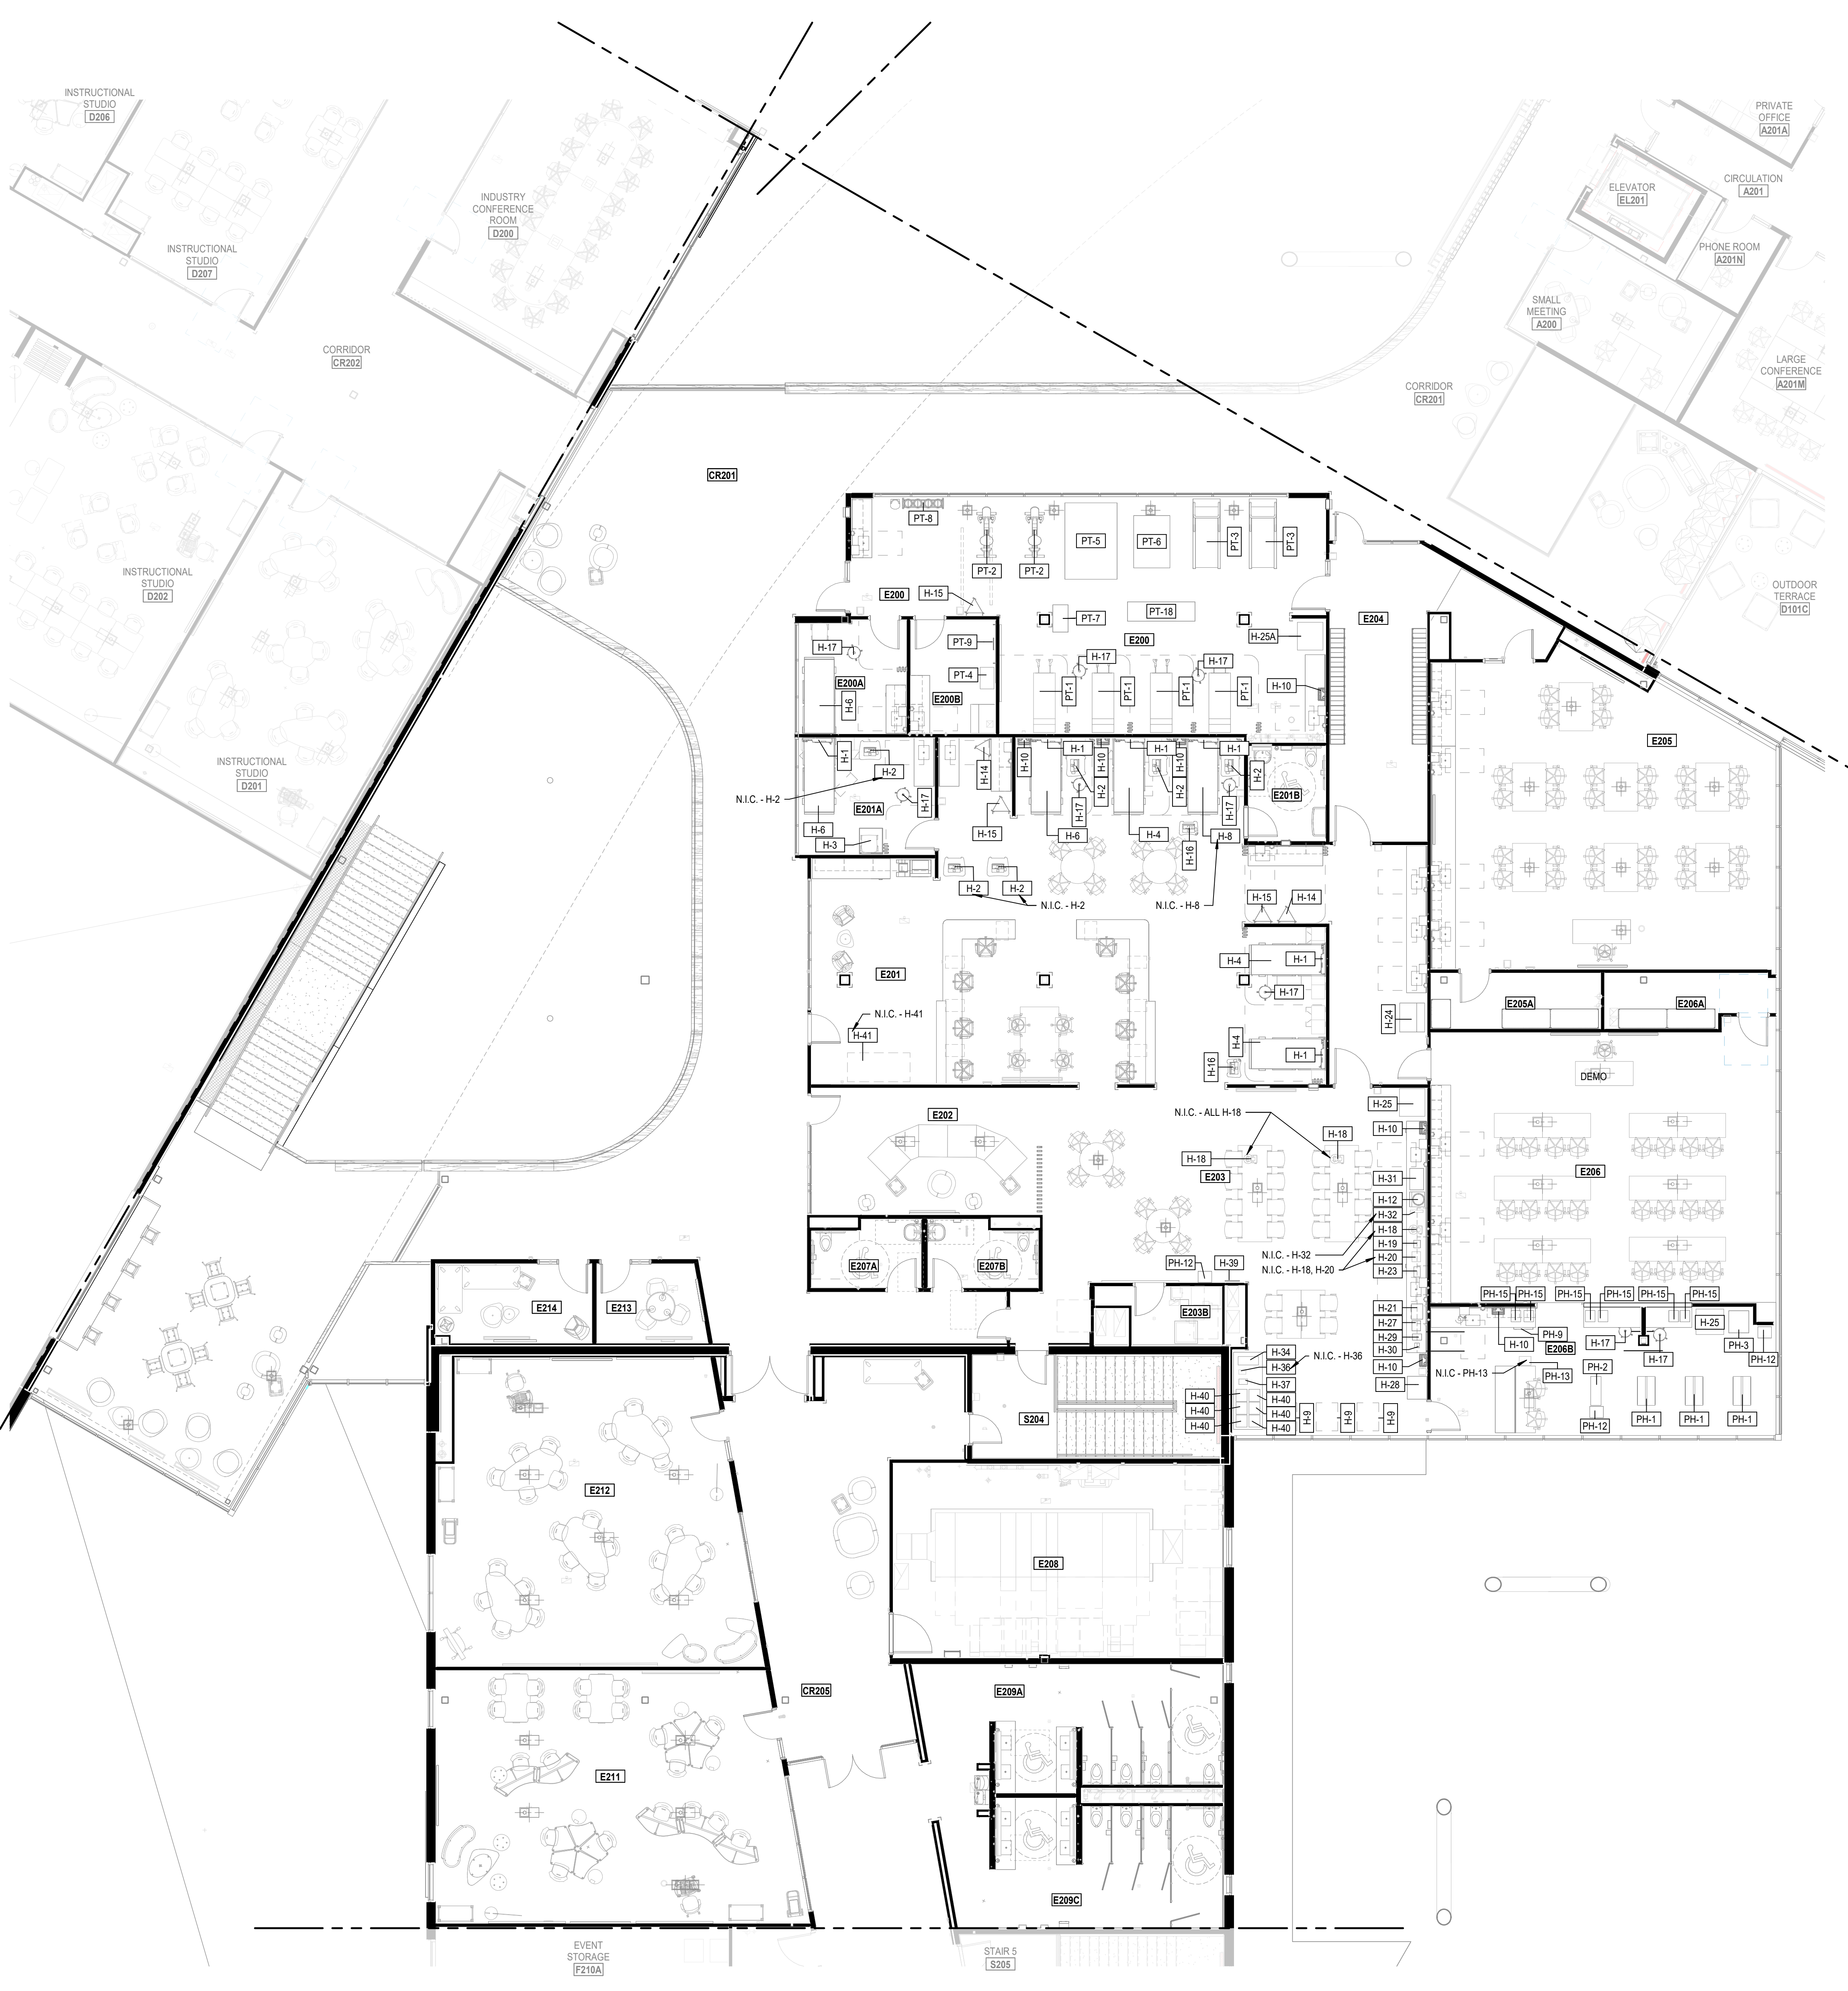 INSTRUCTIONAL
STUDIO
D206
INDUSTRY
CONFERENCE
ROOM
D200
INSTRUCTIONAL
STUDIO
D207
CORRIDOR
CR202
INSTRUCTIONAL
STUDIO
D202
INSTRUCTIONAL
STUDIO
D201
PRIVATE
OFFICE
A201A
CIRCULATION
A201
ELEVATOR
EL201
PHONE ROOM
A201N
SMALL
MEETING
A200
LARGE
CONFERENCE
A201M
CORRIDOR
CR201
OUTDOOR
TERRACE
D101C
CR201
PT-8
PT-2
PT-2
PT-5
PT-6
PT-3
PT-3
E200
H-15
PT-7
PT-18
E200
E204
H-17
PT-9
H-25A
PT-4
H-17
H-17
E200A
E200B
H-6
PT-1
PT-1
PT-1
PT-1
H-10
E205
H-1
H-2
H-14
H-10
H-1
H-10
H-1
H-10
H-1
H-2
N.I.C. - H-2
E201A
H-17
H-2
H-17
H-2
H-17
E201B
H-6
H-3
H-15
H-6
H-4
H-8
H-16
H-2
H-2
N.I.C. - H-2
N.I.C. - H-8
H-15
H-14
E201
H-4
H-1
H-17
N.I.C. - H-41
H-41
H-24
E205A
E206A
H-4
H-1
H-16
DEMO
H-25
E202
N.I.C. - ALL H-18
H-18
H-10
H-18
E203
H-31
E206
H-12
H-32
H-18
H-19
N.I.C. - H-32
H-20
N.I.C. - H-18, H-20
H-23
E207A
E207B
PH-12
H-39
E214
E213
E203B
PH-15
PH-15
PH-15
PH-15
PH-15
PH-15
H-21
H-27
H-29
H-30
H-10
H-28
PH-9
H-10
E206B
H-17
H-17
H-25
PH-3
PH-12
H-34
H-36
N.I.C. - H-36
H-37
N.I.C - PH-13
PH-13
PH-2
H-40
H-40
H-40
H-40
H-40
H-40
H-9
H-9
H-9
PH-12
PH-1
PH-1
PH-1
S204
E212
E208
CR205
E209A
E211
E209C
EVENT
STORAGE
F210A
STAIR 5
S205